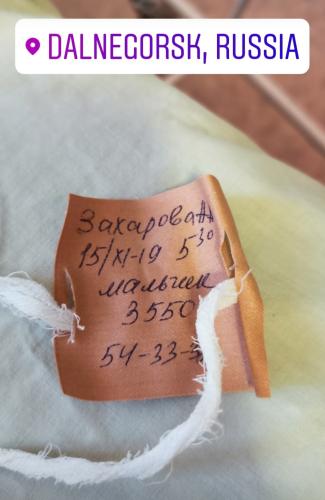 DALNEGORSK, RUSSIA
Захарова
15/XI-19 5³⁰
мальчик
3550
54-33-